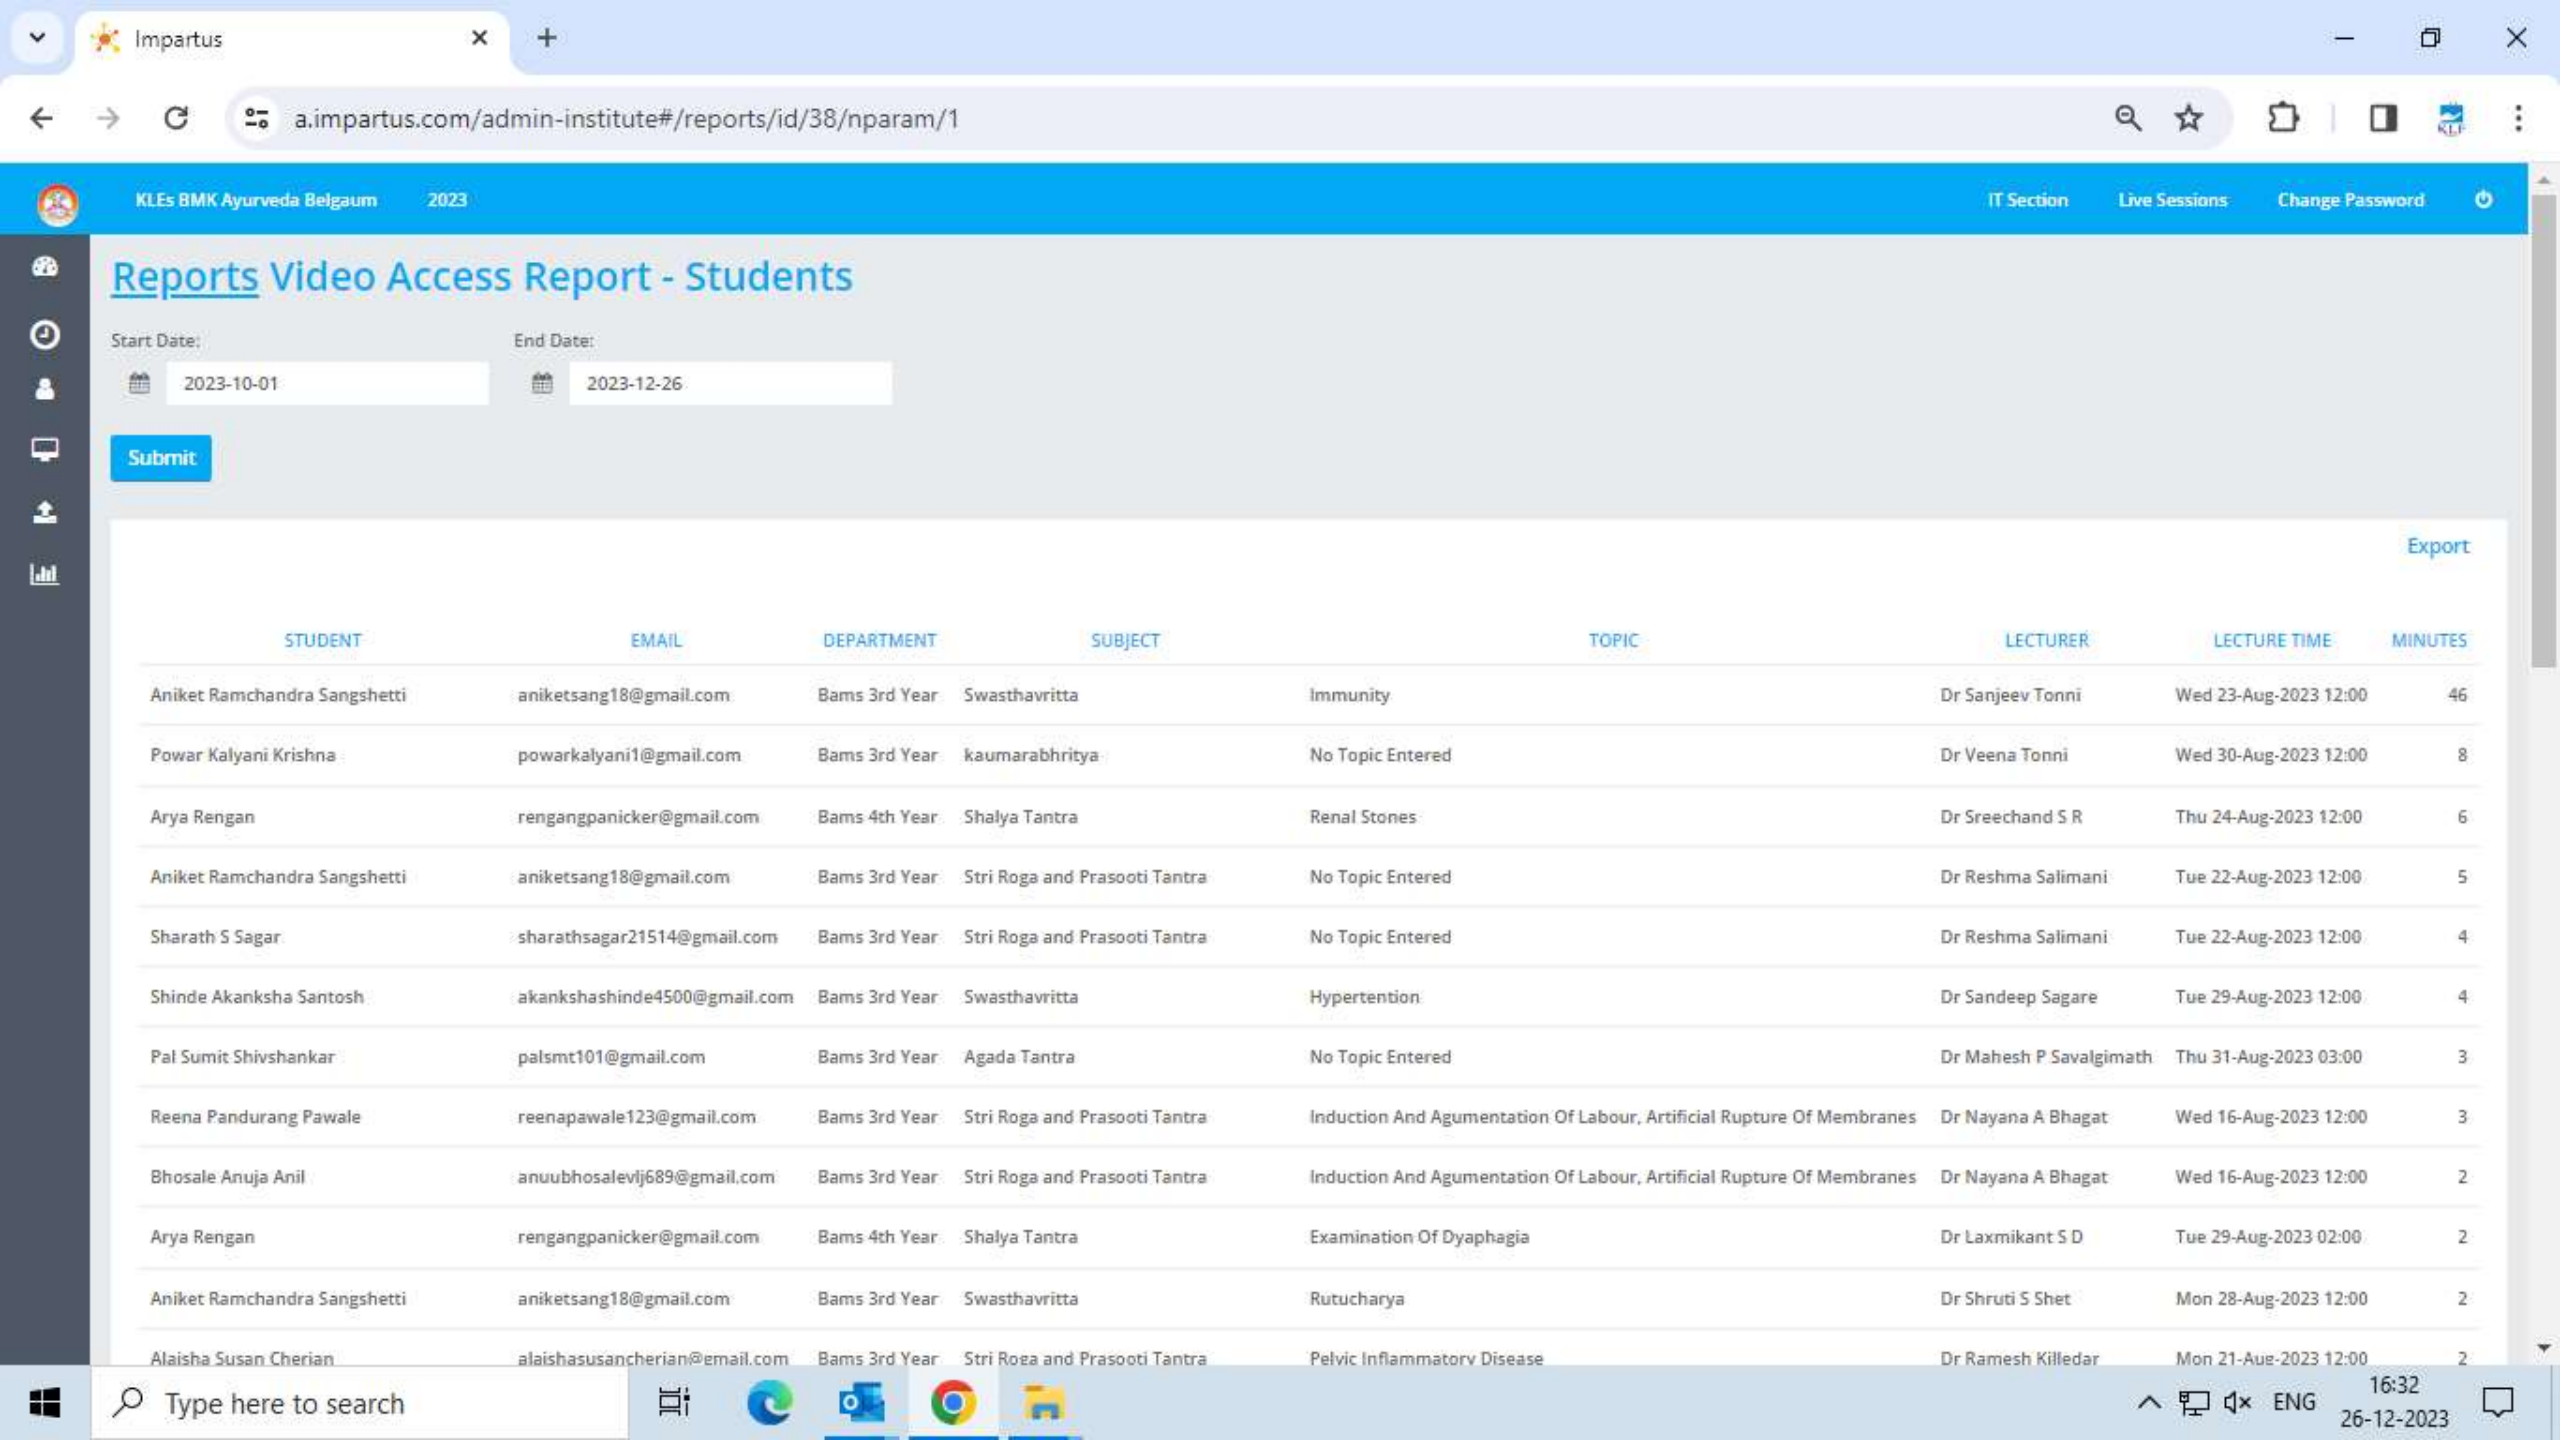 Impartus
a.impartus.com/admin-institute#/reports/id/38/nparam/1
KLEs BMK Ayurveda Belgaum 2023 IT Section Live Sessions Change Password
Reports Video Access Report - Students
Start Date: End Date:
2023-10-01 2023-12-26
Submit
Export
STUDENT EMAIL DEPARTMENT SUBJECT TOPIC LECTURER LECTURE TIME MINUTES
Aniket Ramchandra Sangshetti aniketsang18@gmail.com Bams 3rd Year Swasthavritta Immunity Dr Sanjeev Tonni Wed 23-Aug-2023 12:00 46
Powar Kalyani Krishna powarkalyani1@gmail.com Bams 3rd Year kaumarabhritya No Topic Entered Dr Veena Tonni Wed 30-Aug-2023 12:00 8
Arya Rengan rengangpanicker@gmail.com Bams 4th Year Shalya Tantra Renal Stones Dr Sreechand S R Thu 24-Aug-2023 12:00 6
Aniket Ramchandra Sangshetti aniketsang18@gmail.com Bams 3rd Year Stri Roga and Prasooti Tantra No Topic Entered Dr Reshma Salimani Tue 22-Aug-2023 12:00 5
Sharath S Sagar sharathsagar21514@gmail.com Bams 3rd Year Stri Roga and Prasooti Tantra No Topic Entered Dr Reshma Salimani Tue 22-Aug-2023 12:00 4
Shinde Akanksha Santosh akankshashinde4500@gmail.com Bams 3rd Year Swasthavritta Hypertention Dr Sandeep Sagare Tue 29-Aug-2023 12:00 4
Pal Sumit Shivshankar palsmt101@gmail.com Bams 3rd Year Agada Tantra No Topic Entered Dr Mahesh P Savalgimath Thu 31-Aug-2023 03:00 3
Reena Pandurang Pawale reenapawale123@gmail.com Bams 3rd Year Stri Roga and Prasooti Tantra Induction And Agumentation Of Labour, Artificial Rupture Of Membranes Dr Nayana A Bhagat Wed 16-Aug-2023 12:00 3
Bhosale Anuja Anil anuubhosalevlj689@gmail.com Bams 3rd Year Stri Roga and Prasooti Tantra Induction And Agumentation Of Labour, Artificial Rupture Of Membranes Dr Nayana A Bhagat Wed 16-Aug-2023 12:00 2
Arya Rengan rengangpanicker@gmail.com Bams 4th Year Shalya Tantra Examination Of Dyaphagia Dr Laxmikant S D Tue 29-Aug-2023 02:00 2
Aniket Ramchandra Sangshetti aniketsang18@gmail.com Bams 3rd Year Swasthavritta Rutucharya Dr Shruti S Shet Mon 28-Aug-2023 12:00 2
Alaisha Susan Cherian alaishasusancherian@gmail.com Bams 3rd Year Stri Roga and Prasooti Tantra Pelvic Inflammatory Disease Dr Ramesh Killedar Mon 21-Aug-2023 12:00 2
Type here to search ENG 16:32
26-12-2023